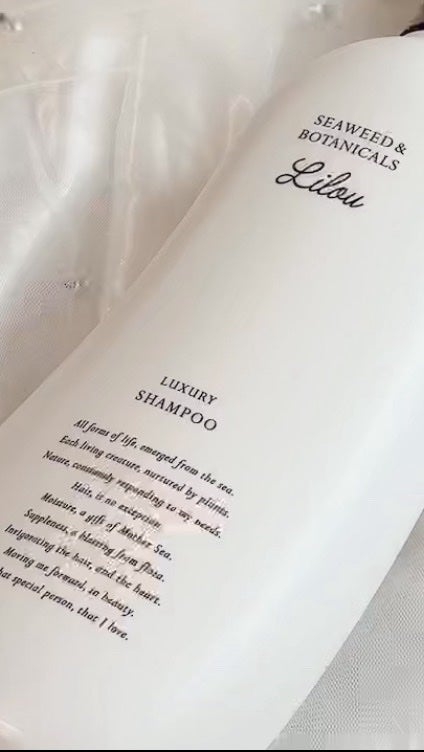 SEAWEED &
BOTANICALS
Lilou
LUXURY
SHAMPOO
All forms of life, emerged from the sea.
Each living creature, nurtured by plants.
Nature, constantly responding to my needs.
Hair, is no exception.
Moisture, a gift of Mother Sea.
Suppleness, a blessing from flora.
Invigorating the hair, and the heart.
Moving me forward, in beauty.
that special person, that I love.